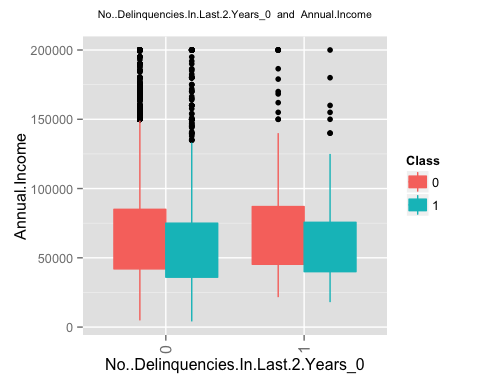 No..Delinquencies.In.Last.2.Years_0 and Annual.Income
200000
150000
100000
50000
0
Annual.Income
0
1
No..Delinquencies.In.Last.2.Years_0
Class
0
1